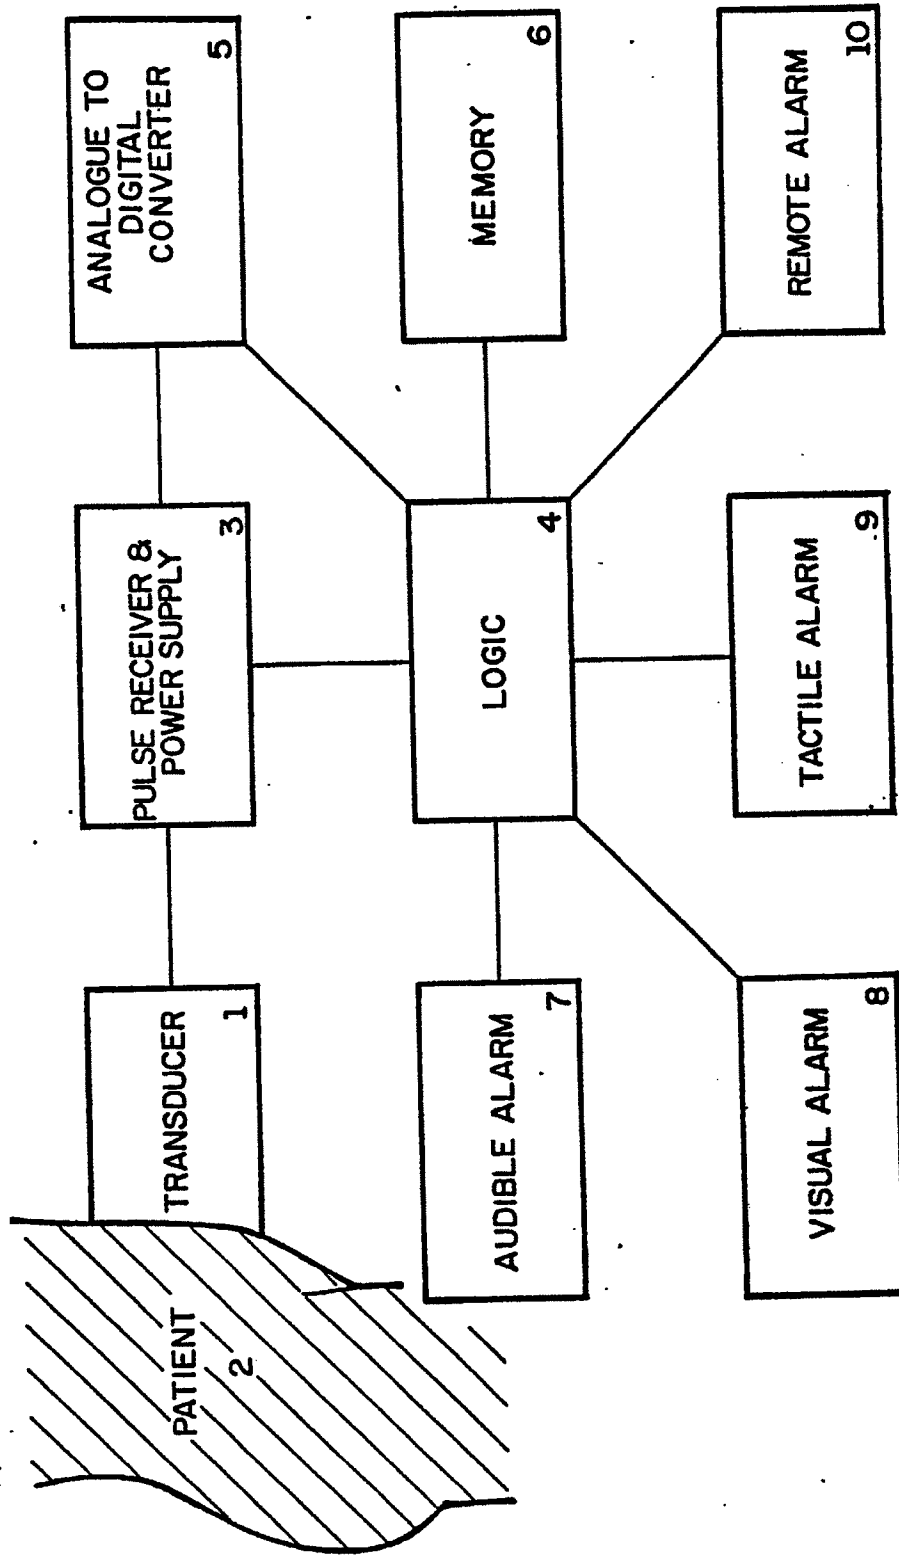 PATIENT
2
TRANSDUCER
1
PULSE RECEIVER &
POWER SUPPLY
3
ANALOGUE TO
DIGITAL
CONVERTER
5
AUDIBLE ALARM
7
LOGIC
4
MEMORY
6
VISUAL ALARM
8
TACTILE ALARM
9
REMOTE ALARM
10